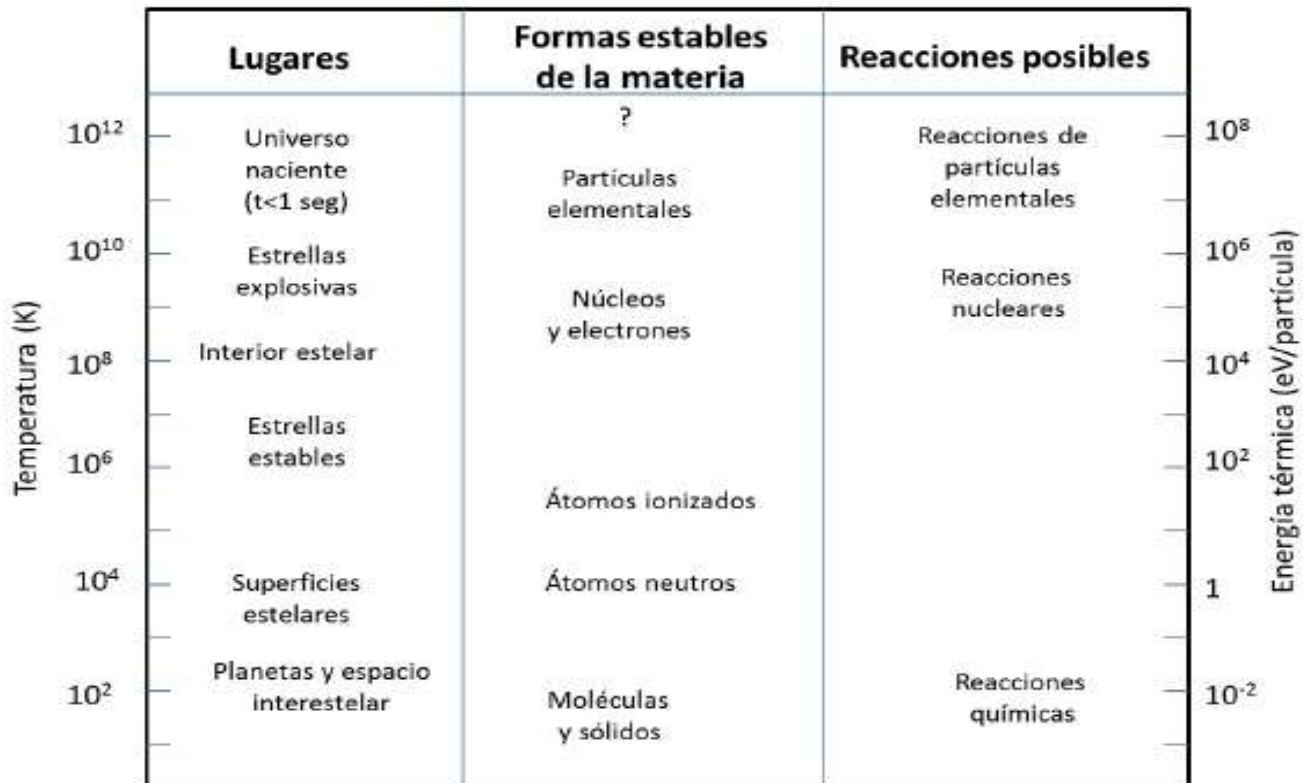 Lugares
Formas estables
de la materia
Reacciones posibles
Temperatura (K)
10¹²
10¹⁰
10⁸
10⁶
10⁴
10²
Universo
naciente
(t<1 seg)
Estrellas
explosivas
Interior estelar
Estrellas
estables
Superficies
estelares
Planetas y espacio
interestelar
?
Partículas
elementales
Núcleos
y electrones
Átomos ionizados
Átomos neutros
Moléculas
y sólidos
Reacciones de
partículas
elementales
Reacciones
nucleares
Reacciones
químicas
10⁸
10⁶
10⁴
10²
1
10⁻²
Energía térmica (eV/partícula)